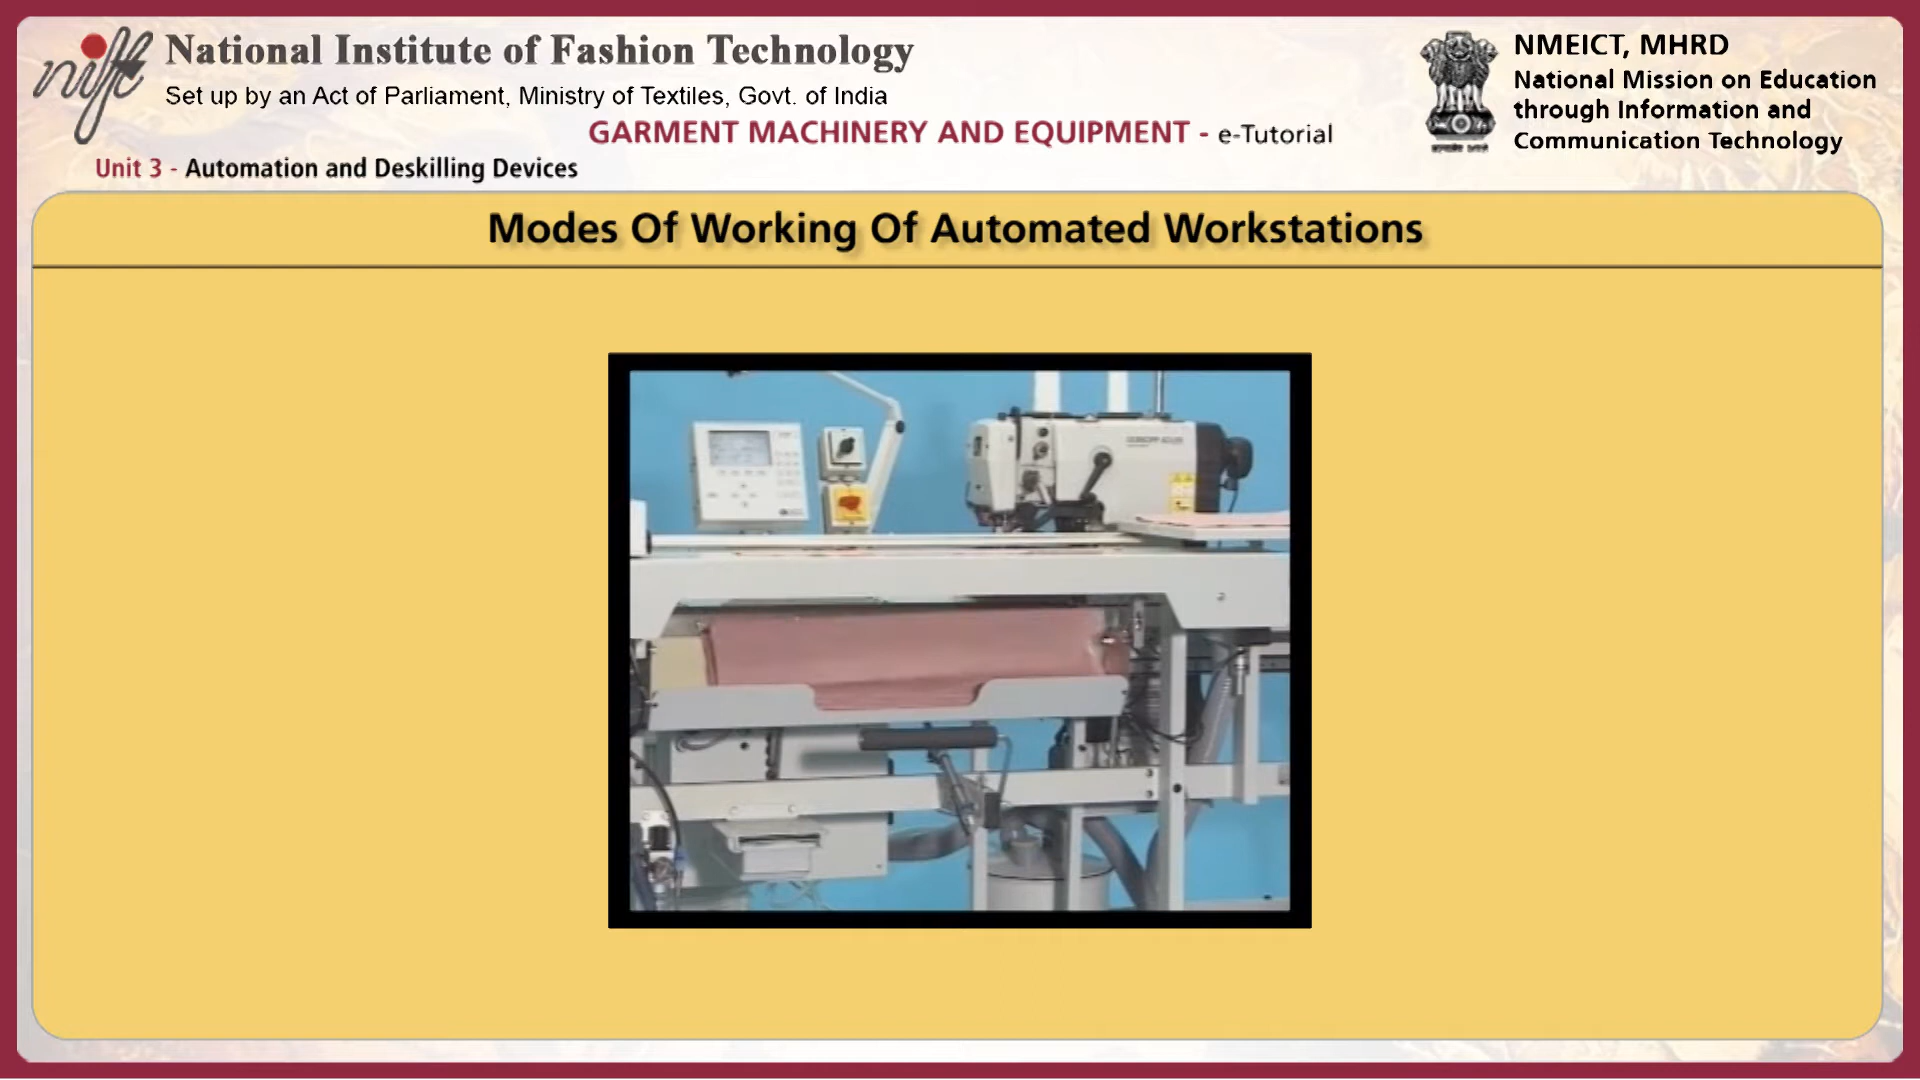 nift
National Institute of Fashion Technology
Set up by an Act of Parliament, Ministry of Textiles, Govt. of India
GARMENT MACHINERY AND EQUIPMENT - e-Tutorial
Unit 3 - Automation and Deskilling Devices
NMEICT, MHRD
National Mission on Education
through Information and
Communication Technology
Modes Of Working Of Automated Workstations